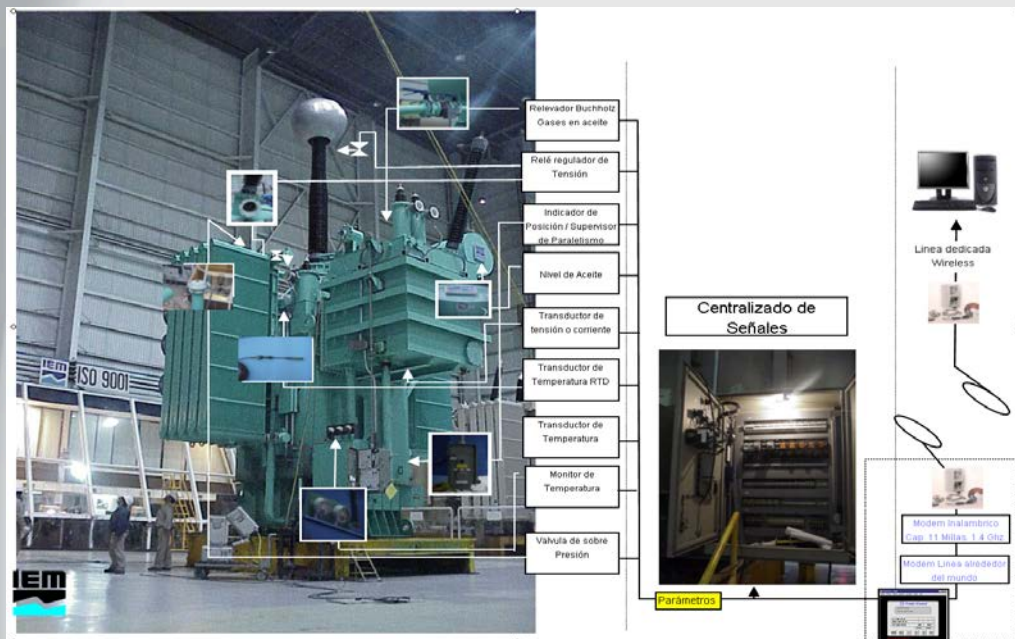 Relevador Buchholz
Gases en aceite
Relé regulador de
Tensión
Indicador de
Posición / Supervisor
de Paralelismo
Nivel de Aceite
Transductor de
tensión o corriente
Transductor de
Temperatura RTD
Transductor de
Temperatura
Monitor de
Temperatura
Valvula de sobre
Presión
IEM
ISO 9001
IEM
Centralizado de
Señales
Parámetros
Linea dedicada
Wireless
Modem Inalambrico
Cap. 11 Millas, 1.4 Ghz
Modem Linea alrededor
del mundo